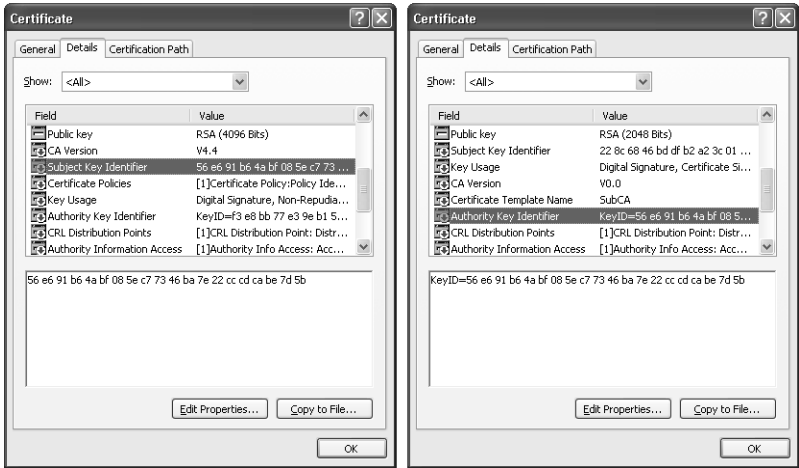 Certificate
General Details Certification Path
Show: <All>
Field Value
Public key RSA (4096 Bits)
CA Version V4.4
Subject Key Identifier 56 e6 91 b6 4a bf 08 5e c7 73 ...
Certificate Policies [1]Certificate Policy:Policy Ide...
Key Usage Digital Signature, Non-Repudia...
Authority Key Identifier KeyID=f3 e8 bb 77 e3 9e b1 5...
CRL Distribution Points [1]CRL Distribution Point: Distr...
Authority Information Access [1]Authority Info Access: Acc...
56 e6 91 b6 4a bf 08 5e c7 73 46 ba 7e 22 cc cd ca be 7d 5b
Edit Properties... Copy to File...
OK
Certificate
General Details Certification Path
Show: <All>
Field Value
Public key RSA (2048 Bits)
Subject Key Identifier 22 8c 68 46 bd df b2 a2 3c 01 ...
Key Usage Digital Signature, Certificate Si...
CA Version V0.0
Certificate Template Name SubCA
Authority Key Identifier KeyID=56 e6 91 b6 4a bf 08 5...
CRL Distribution Points [1]CRL Distribution Point: Distr...
Authority Information Access [1]Authority Info Access: Acc...
KeyID=56 e6 91 b6 4a bf 08 5e c7 73 46 ba 7e 22 cc cd ca be 7d 5b
Edit Properties... Copy to File...
OK